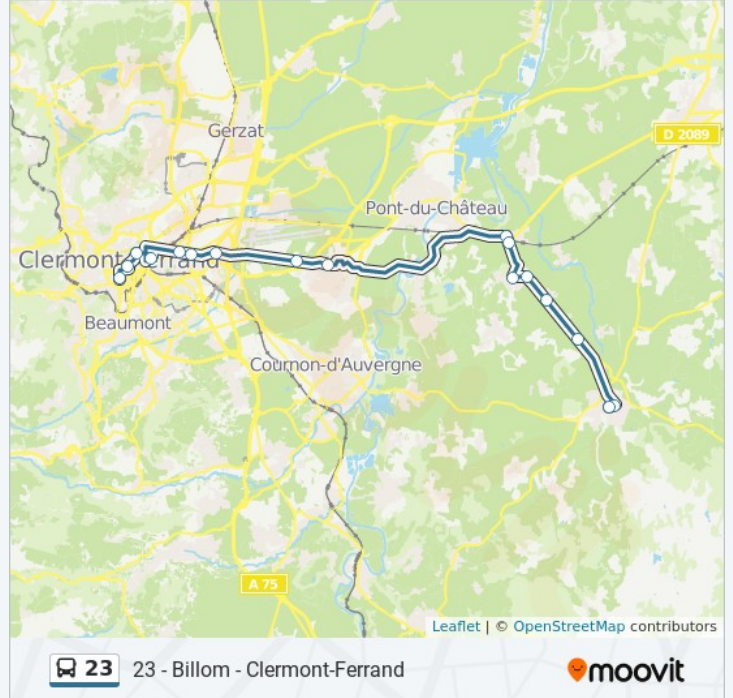 D 2089
Gerzat
Pont-du-Château
Clermont-Ferrand
Beaumont
Cournon-d'Auvergne
A 75
Leaflet | © OpenStreetMap contributors
23 23 - Billom - Clermont-Ferrand
moovit